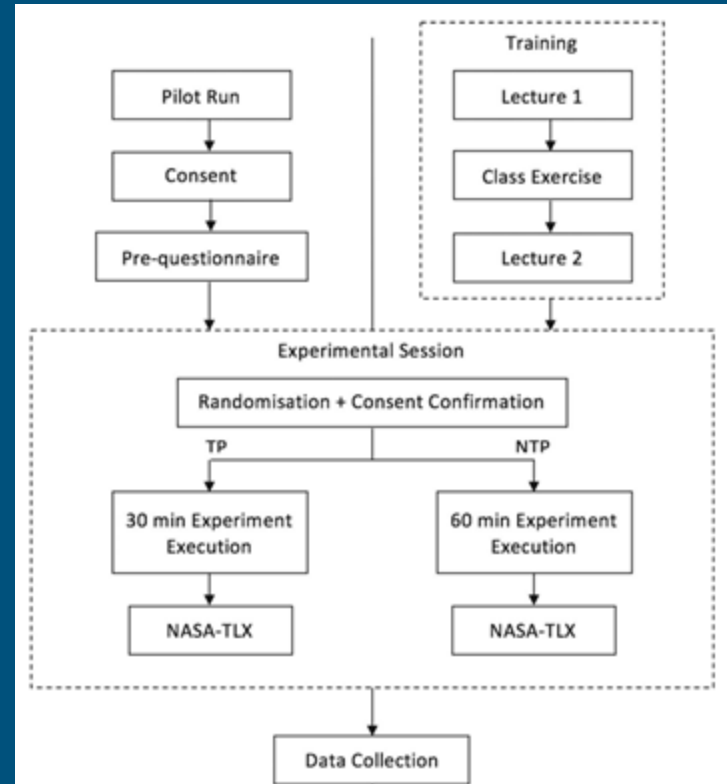 Pilot Run
Consent
Pre-questionnaire
Training
Lecture 1
Class Exercise
Lecture 2
Experimental Session
Randomisation + Consent Confirmation
TP
NTP
30 min Experiment
Execution
60 min Experiment
Execution
NASA-TLX
NASA-TLX
Data Collection